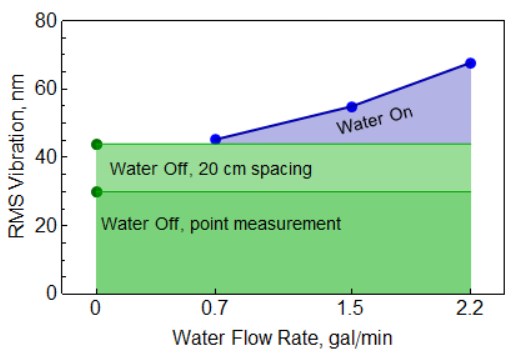 80
60
40
20
0
RMS Vibration, nm
Water On
Water Off, 20 cm spacing
Water Off, point measurement
0 0.7 1.5 2.2
Water Flow Rate, gal/min